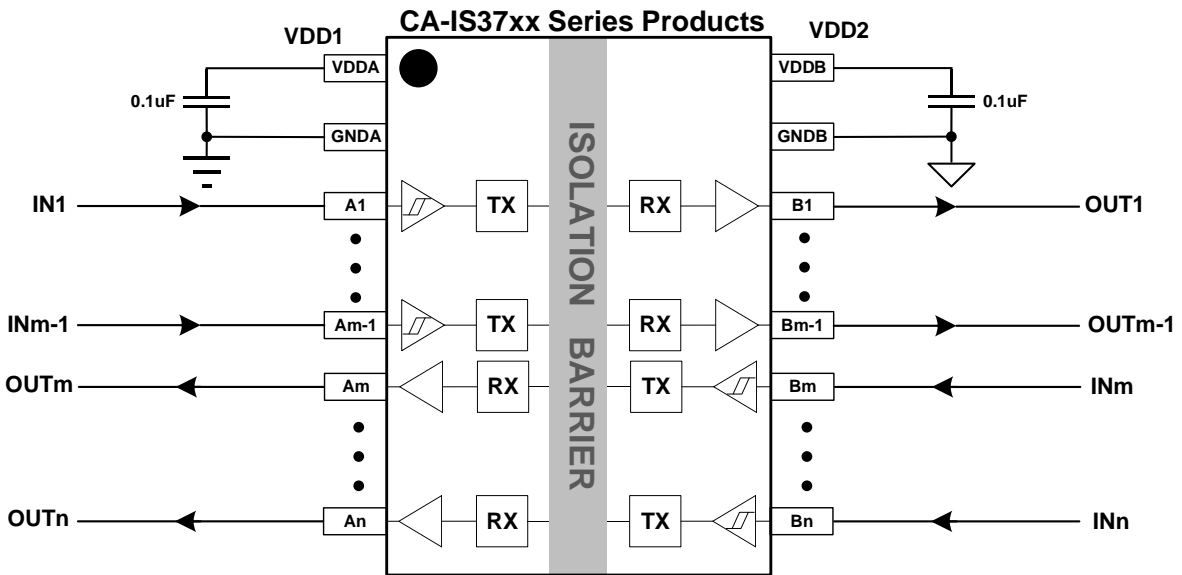 CA-IS37xx Series Products
VDD1
VDD2
VDDA
VDDB
0.1uF
0.1uF
GNDA
GNDB
ISOLATION BARRIER
IN1
A1
TX
RX
B1
OUT1
INm-1
Am-1
TX
RX
Bm-1
OUTm-1
OUTm
Am
RX
TX
Bm
INm
OUTn
An
RX
TX
Bn
INn